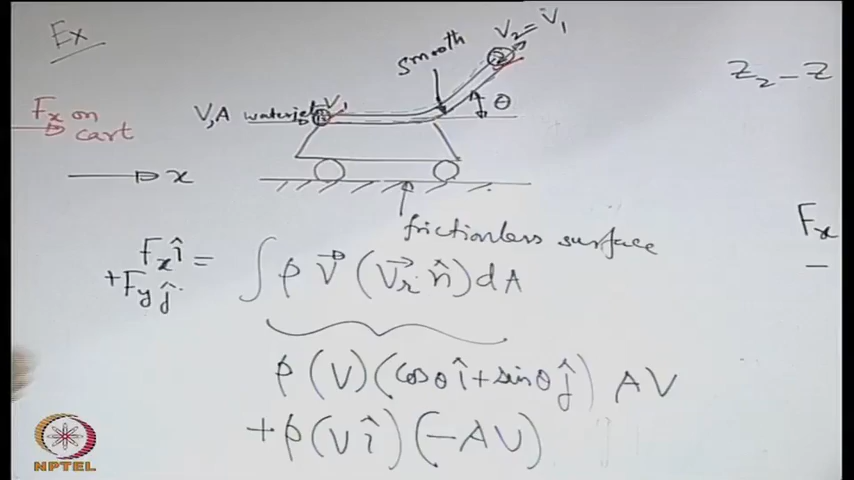 Ex
V₂ = V₁
smooth
Z₂ – Z
θ
V, A waterjet V₁
Fₓ on
cart
x
Fₓ
–
frictionless surface
Fₓ î = ∫ ρ V⃗ (V⃗ᵣ. n̂) dA
+Fᵧ ĵ
ρ (V) (cosθ î + sinθ ĵ) AV
+ ρ (V î) (–AV)
NPTEL